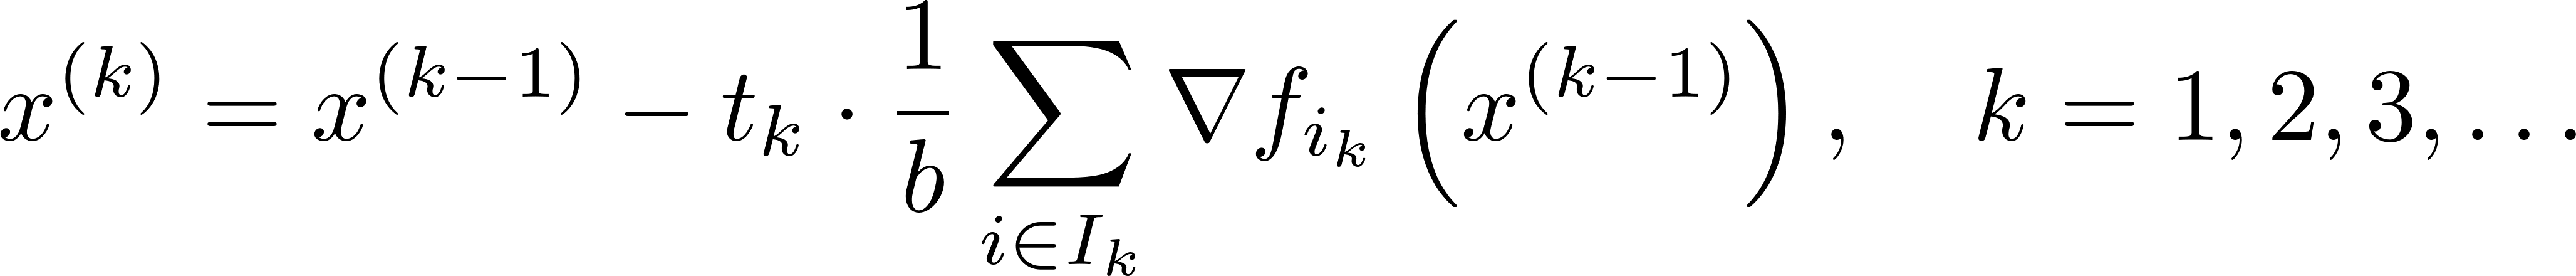 x^{(k)} = x^{(k-1)} - t_k \cdot \frac{1}{b} \sum_{i \in I_k} \nabla f_{i_k} \left( x^{(k-1)} \right), \quad k = 1, 2, 3, \ldots